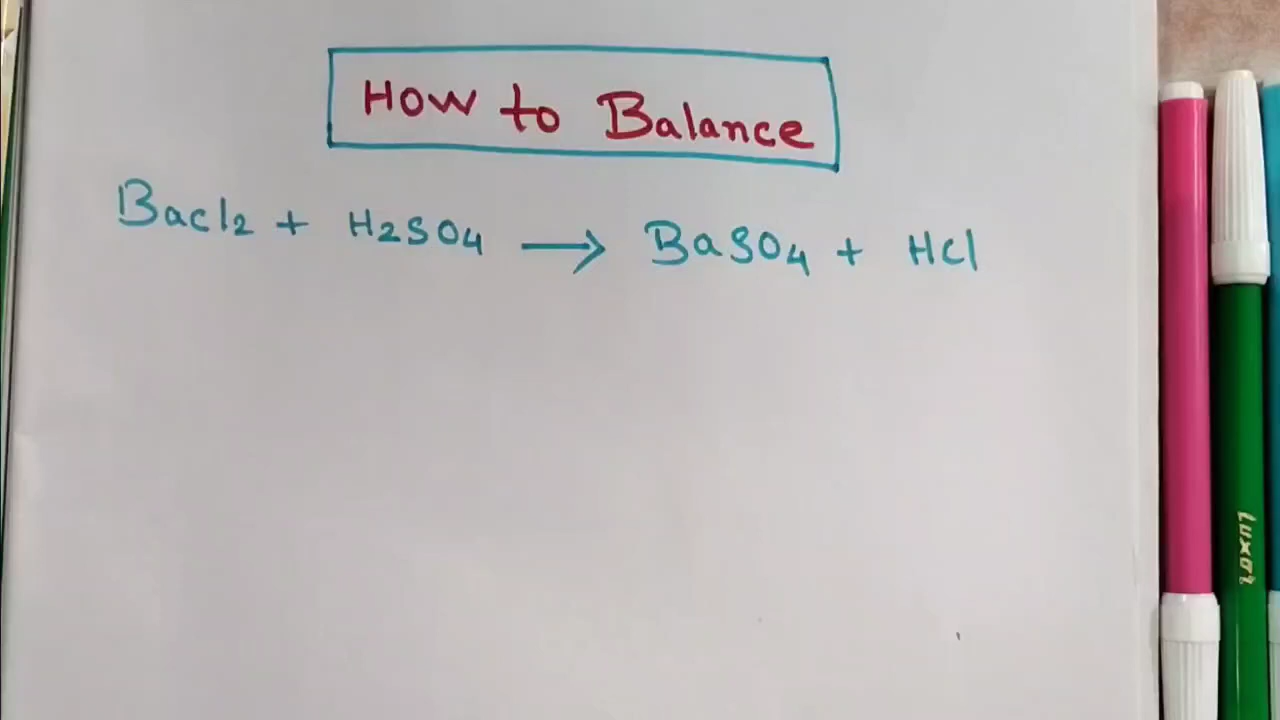 How to Balance
BaCl2 + H2SO4 → BaSO4 + HCl
Luxor